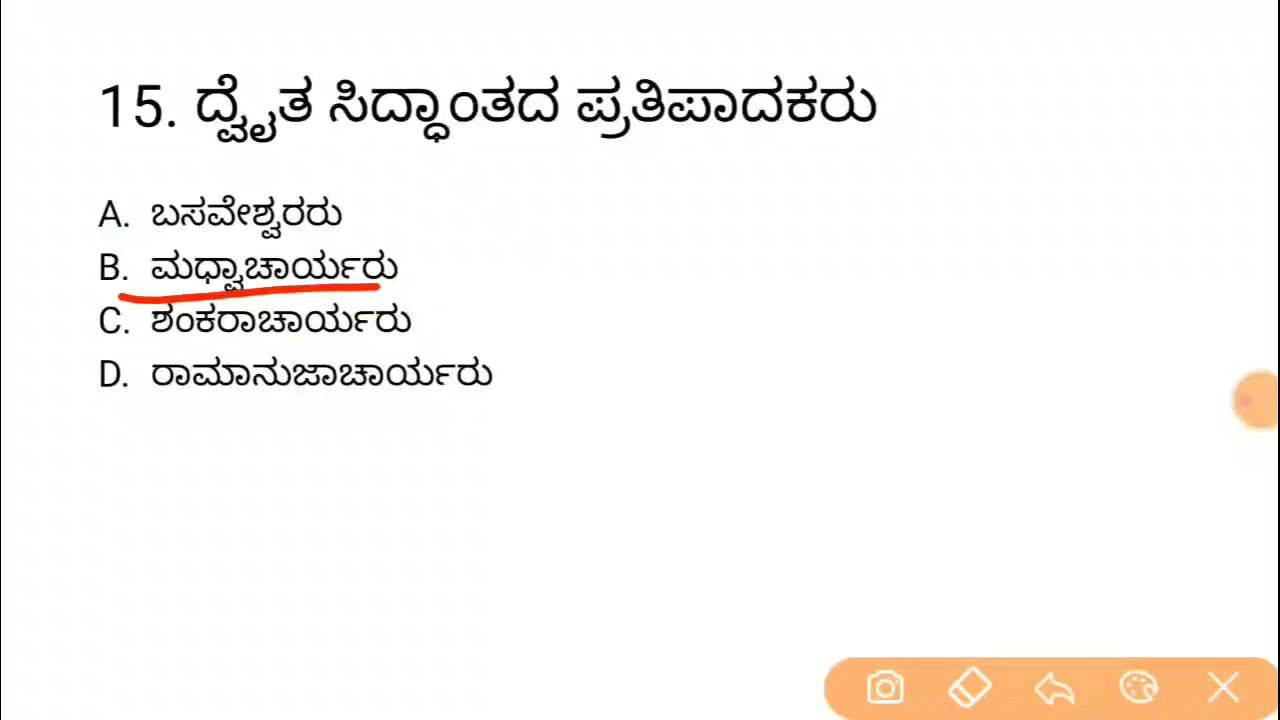 15. ದ್ವೈತ ಸಿದ್ಧಾಂತದ ಪ್ರತಿಪಾದಕರು
A. ಬಸವೇಶ್ವರರು
B. ಮಧ್ವಾಚಾರ್ಯರು
C. ಶಂಕರಾಚಾರ್ಯರು
D. ರಾಮಾನುಜಾಚಾರ್ಯರು